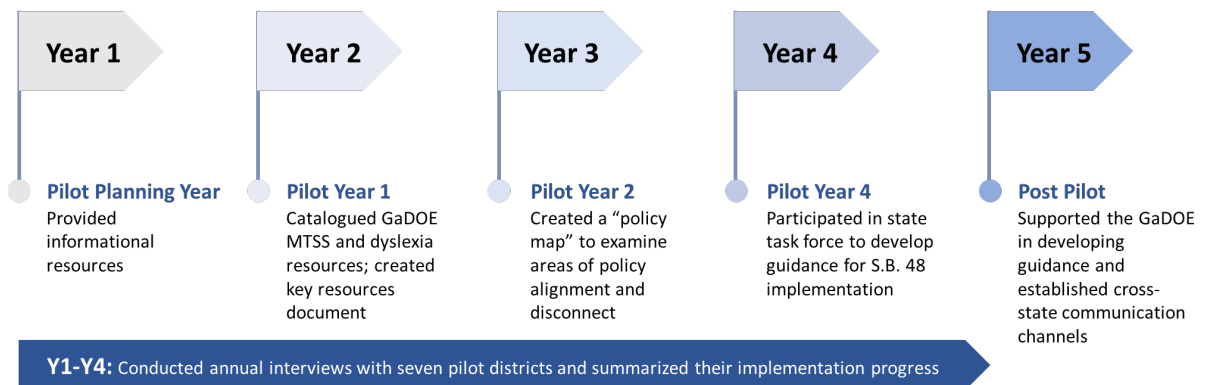 Year 1
Pilot Planning Year
Provided
informational
resources
Year 2
Pilot Year 1
Catalogued GaDOE
MTSS and dyslexia
resources; created
key resources
document
Year 3
Pilot Year 2
Created a “policy
map” to examine
areas of policy
alignment and
disconnect
Year 4
Pilot Year 4
Participated in state
task force to develop
guidance for S.B. 48
implementation
Year 5
Post Pilot
Supported the GaDOE
in developing
guidance and
established cross-
state communication
channels
Y1-Y4: Conducted annual interviews with seven pilot districts and summarized their implementation progress